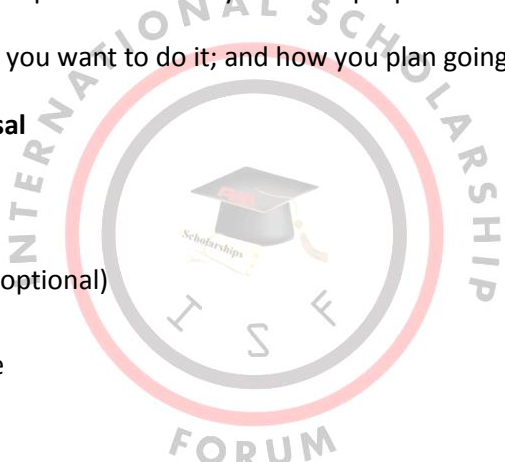 INTERNATIONAL SCHOLARSHIP
you want to do it; and how you plan going
sal
Scholarships
optional)
I S F
e
FORUM